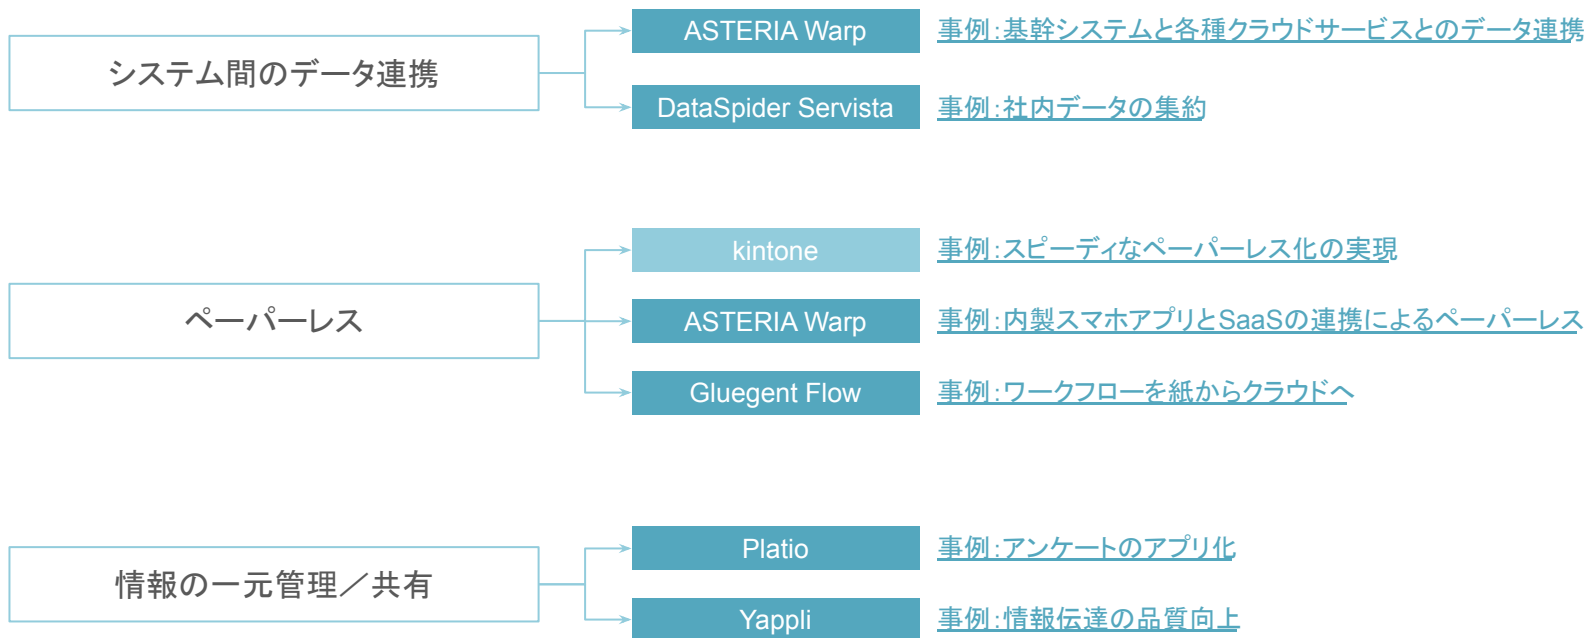 システム間のデータ連携
ASTERIA Warp
事例：基幹システムと各種クラウドサービスとのデータ連携
DataSpider Servista
事例：社内データの集約
ペーパーレス
kintone
事例：スピーディなペーパーレス化の実現
ASTERIA Warp
事例：内製スマホアプリとSaaSの連携によるペーパーレス
Gluegent Flow
事例：ワークフローを紙からクラウドへ
情報の一元管理／共有
Platio
事例：アンケートのアプリ化
Yappli
事例：情報伝達の品質向上